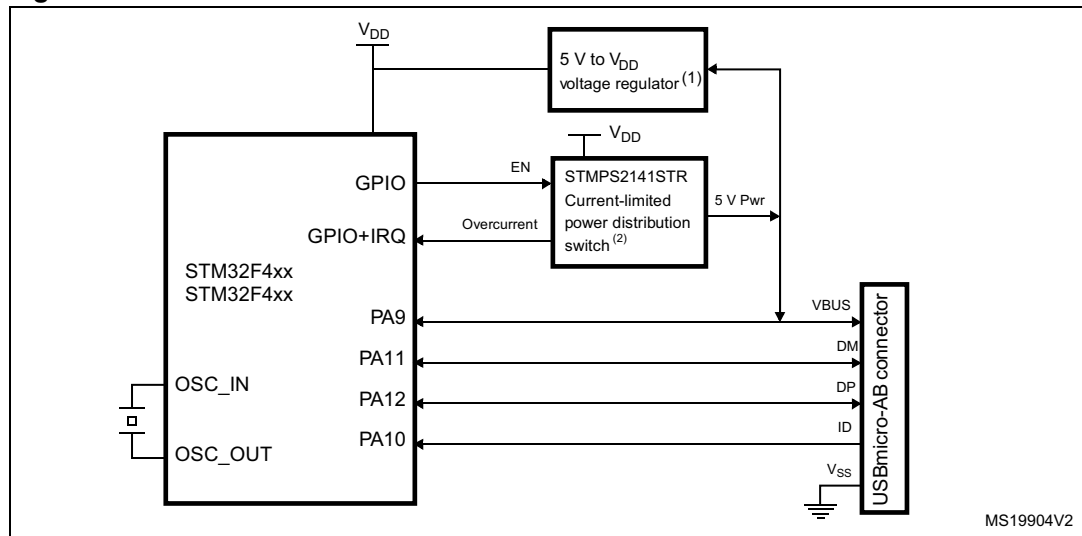 VDD
5 V to VDD
voltage regulator(1)
VDD
GPIO
EN
STMPS2141STR
Current-limited
power distribution
switch(2)
5 V Pwr
GPIO+IRQ
Overcurrent
STM32F4xx
STM32F4xx
PA9
VBUS
PA11
DM
OSC_IN
PA12
DP
PA10
ID
OSC_OUT
VSS
USBmicro-AB connector
MS19904V2